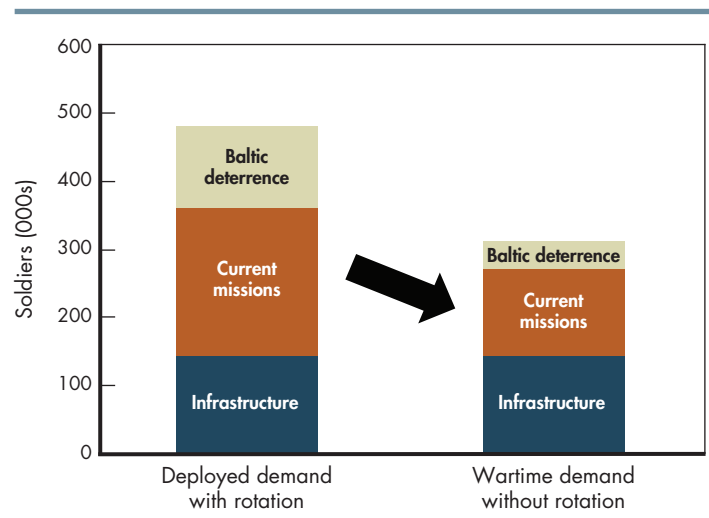 600
500
400
300
200
100
0
Soldiers (000s)
Baltic
deterrence
Current
missions
Infrastructure
Baltic deterrence
Current
missions
Infrastructure
Deployed demand
with rotation
Wartime demand
without rotation